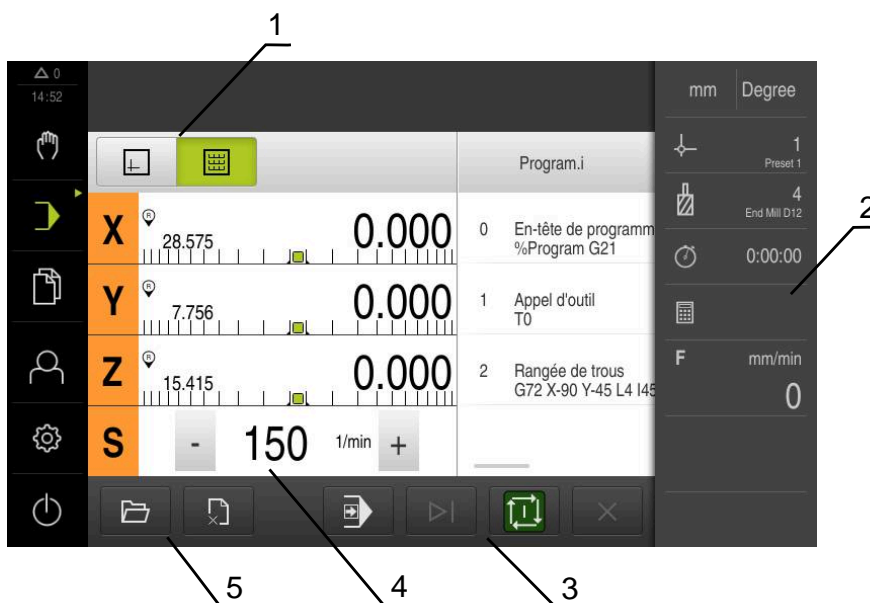 1
0
14:52
mm Degree
1
Preset 1
4
End Mill D12
2
0:00:00
F mm/min
0
Program.i
X R 28.575 0.000
Y R 7.756 0.000
Z R 15.415 0.000
S - 150 1/min +
0 En-tête de programm
%Program G21
1 Appel d'outil
T0
2 Rangée de trous
G72 X-90 Y-45 L4 I45
5
4
3